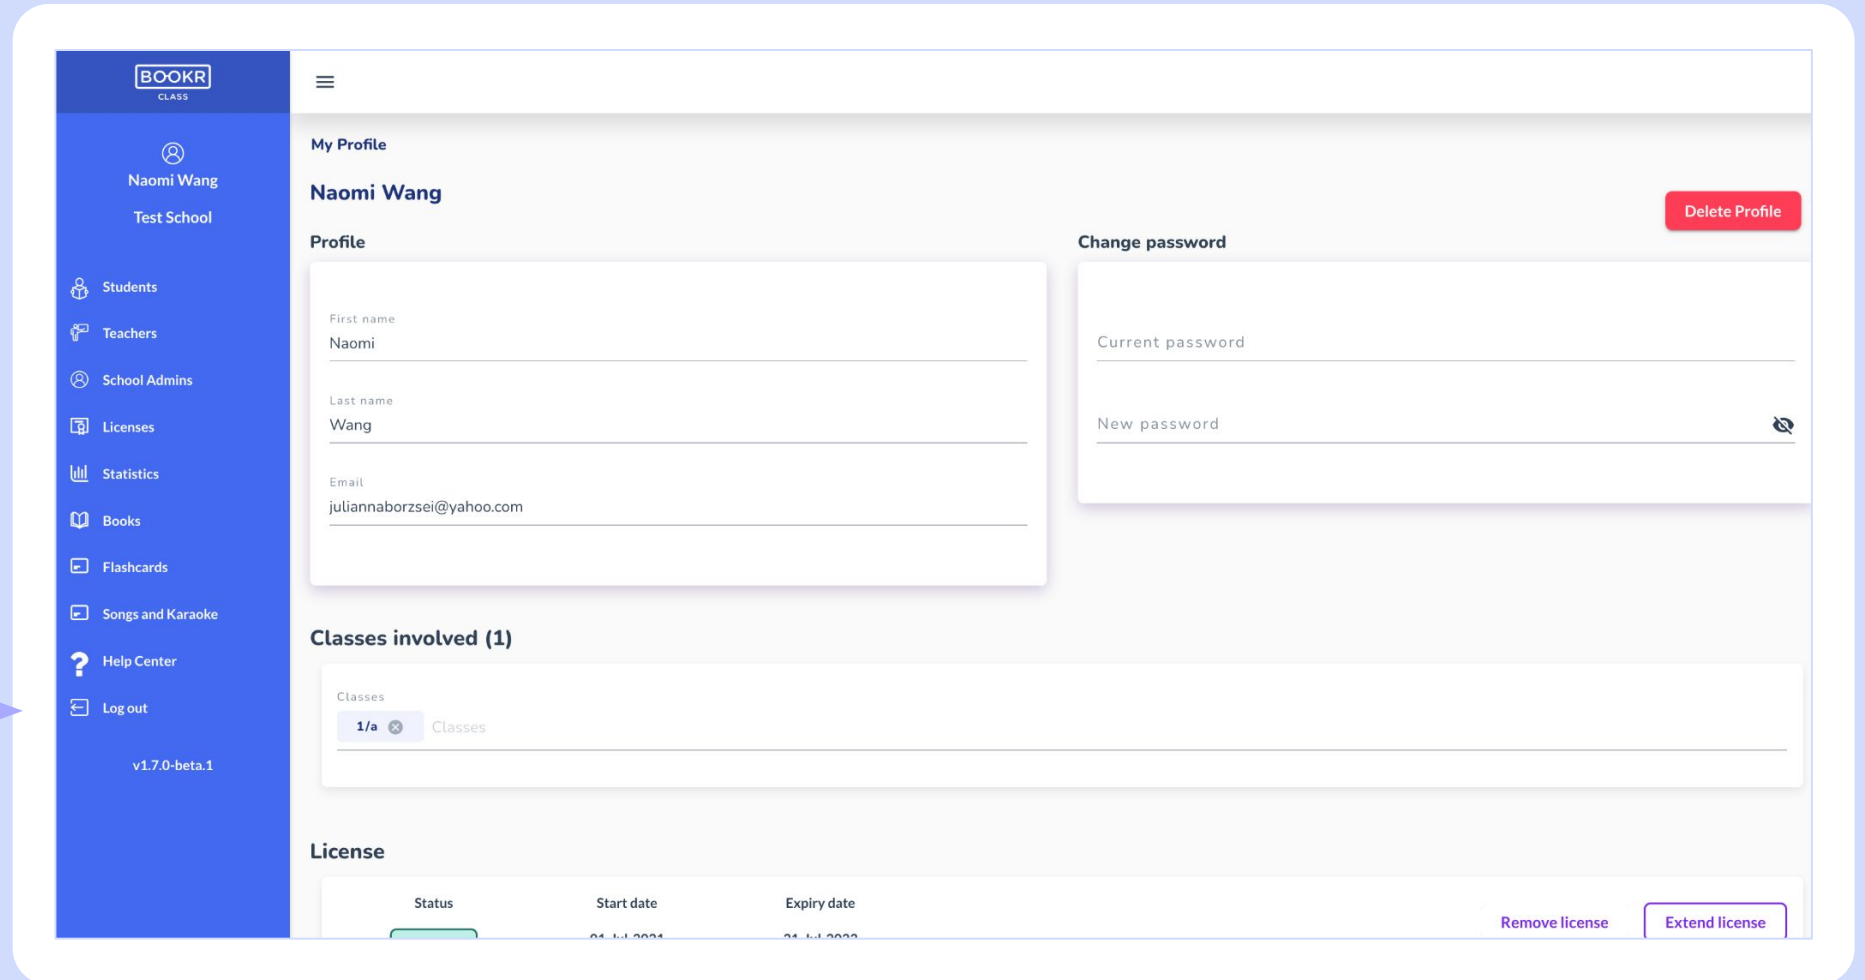 BOOKR
CLASS
Naomi Wang
Test School
Students
Teachers
School Admins
Licenses
Statistics
Books
Flashcards
Songs and Karaoke
Help Center
Log out
v1.7.0-beta.1
My Profile
Naomi Wang
Delete Profile
Profile
First name
Naomi
Last name
Wang
Email
juliannaborzsei@yahoo.com
Change password
Current password
New password
Classes involved (1)
Classes
1/a Classes
License
Status Start date Expiry date
Remove license Extend license